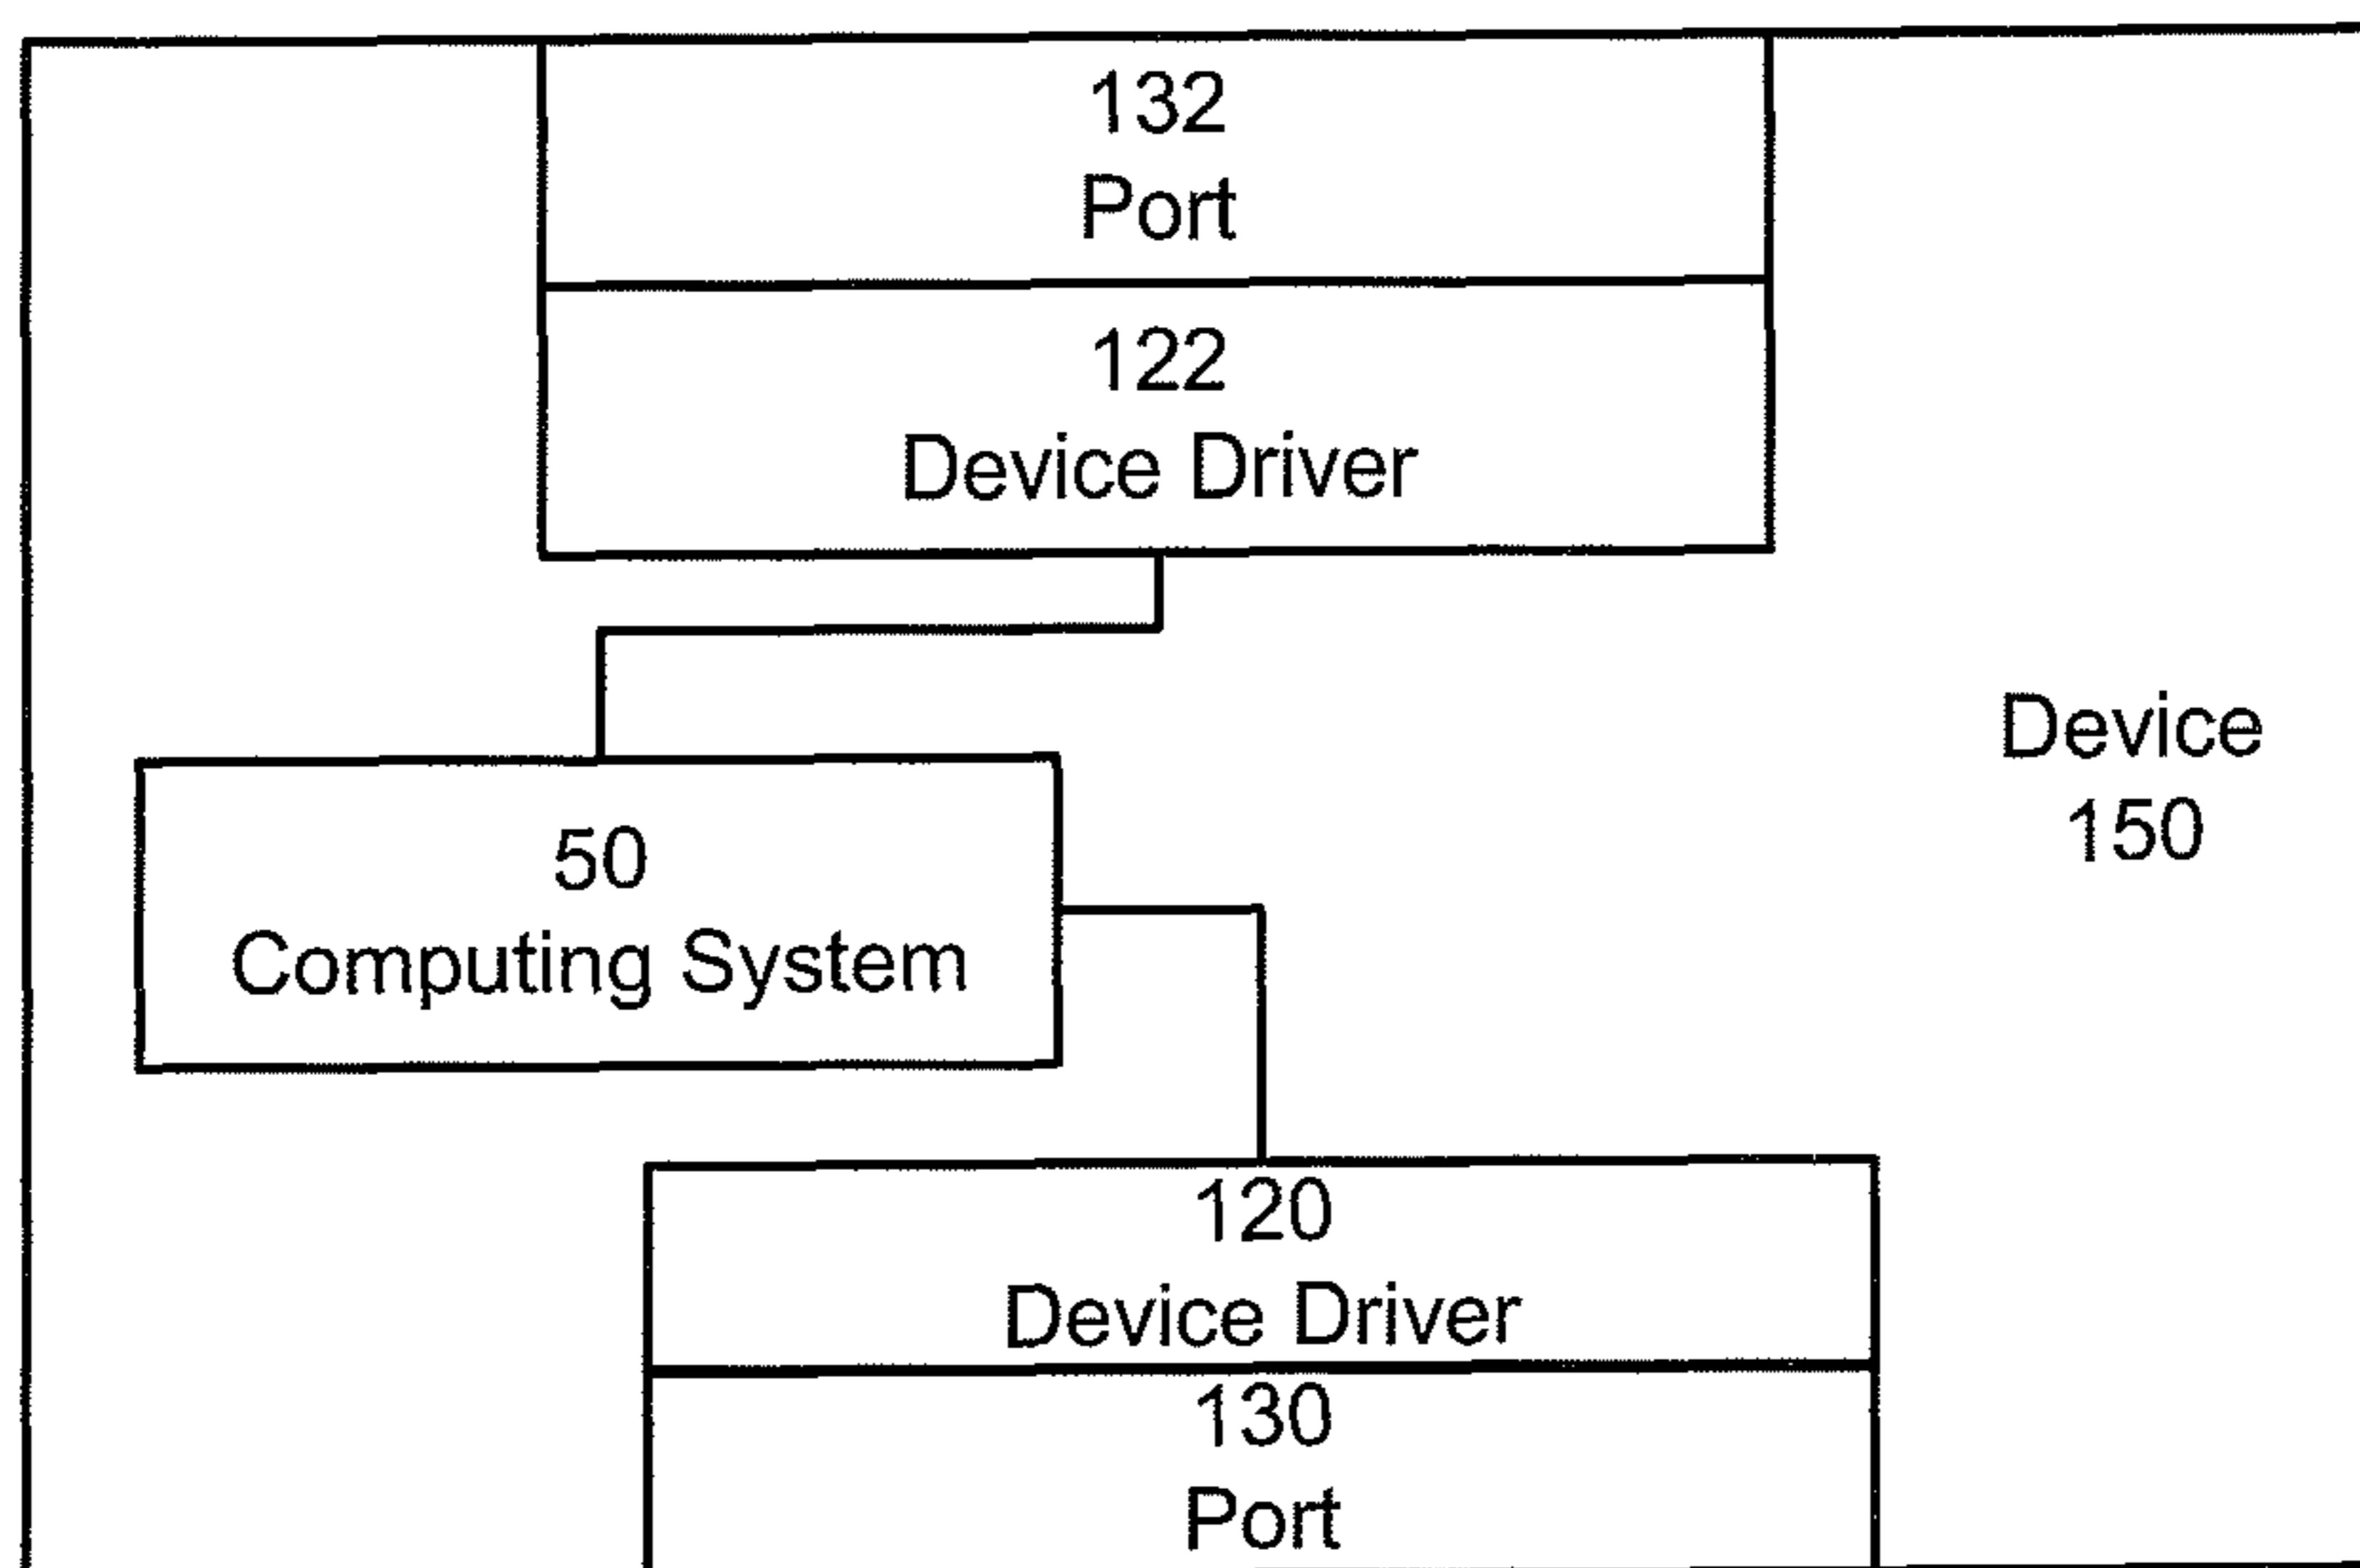 132
Port
122
Device Driver
Device
150
50
Computing System
120
Device Driver
130
Port